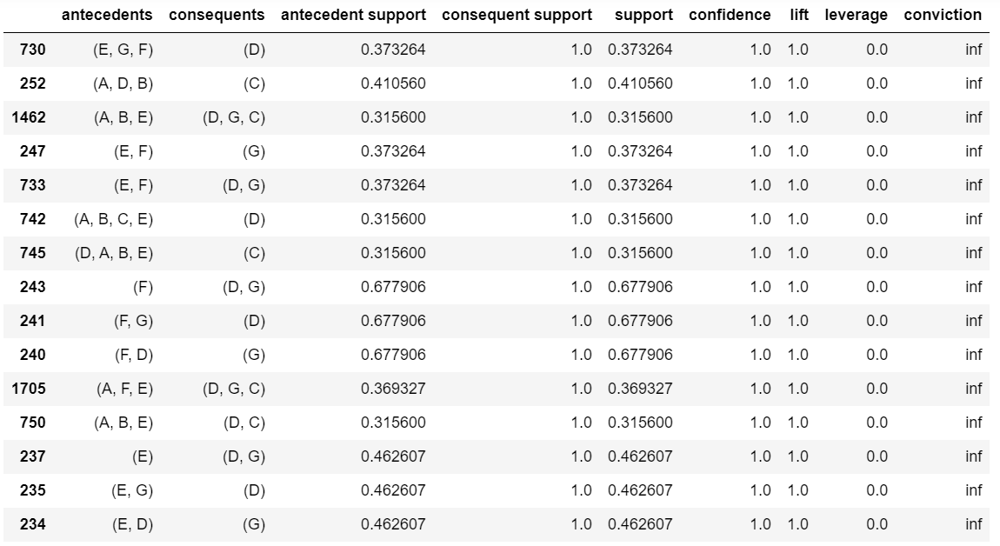 antecedents consequents antecedent support consequent support support confidence lift leverage conviction
730 (E, G, F) (D) 0.373264 1.0 0.373264 1.0 1.0 0.0 inf
252 (A, D, B) (C) 0.410560 1.0 0.410560 1.0 1.0 0.0 inf
1462 (A, B, E) (D, G, C) 0.315600 1.0 0.315600 1.0 1.0 0.0 inf
247 (E, F) (G) 0.373264 1.0 0.373264 1.0 1.0 0.0 inf
733 (E, F) (D, G) 0.373264 1.0 0.373264 1.0 1.0 0.0 inf
742 (A, B, C, E) (D) 0.315600 1.0 0.315600 1.0 1.0 0.0 inf
745 (D, A, B, E) (C) 0.315600 1.0 0.315600 1.0 1.0 0.0 inf
243 (F) (D, G) 0.677906 1.0 0.677906 1.0 1.0 0.0 inf
241 (F, G) (D) 0.677906 1.0 0.677906 1.0 1.0 0.0 inf
240 (F, D) (G) 0.677906 1.0 0.677906 1.0 1.0 0.0 inf
1705 (A, F, E) (D, G, C) 0.369327 1.0 0.369327 1.0 1.0 0.0 inf
750 (A, B, E) (D, C) 0.315600 1.0 0.315600 1.0 1.0 0.0 inf
237 (E) (D, G) 0.462607 1.0 0.462607 1.0 1.0 0.0 inf
235 (E, G) (D) 0.462607 1.0 0.462607 1.0 1.0 0.0 inf
234 (E, D) (G) 0.462607 1.0 0.462607 1.0 1.0 0.0 inf